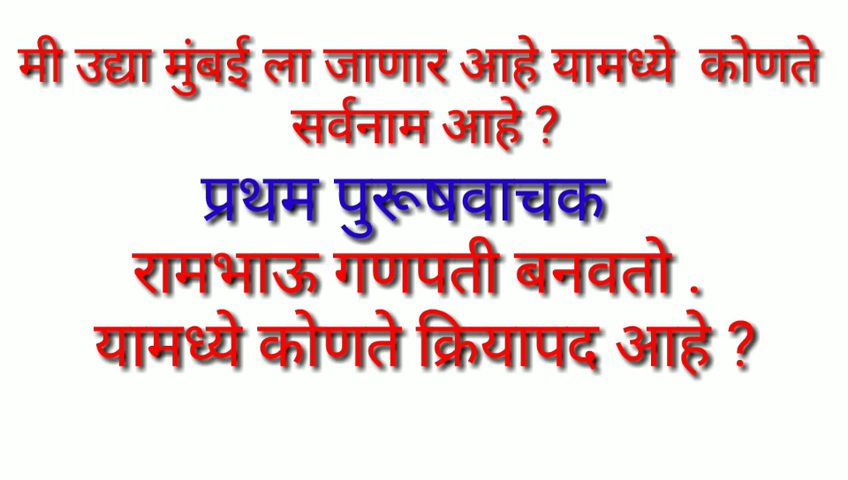 मी उद्या मुंबई ला जाणार आहे यामध्ये कोणते
सर्वनाम आहे ?
प्रथम पुरूषवाचक
रामभाऊ गणपती बनवतो .
यामध्ये कोणते क्रियापद आहे ?